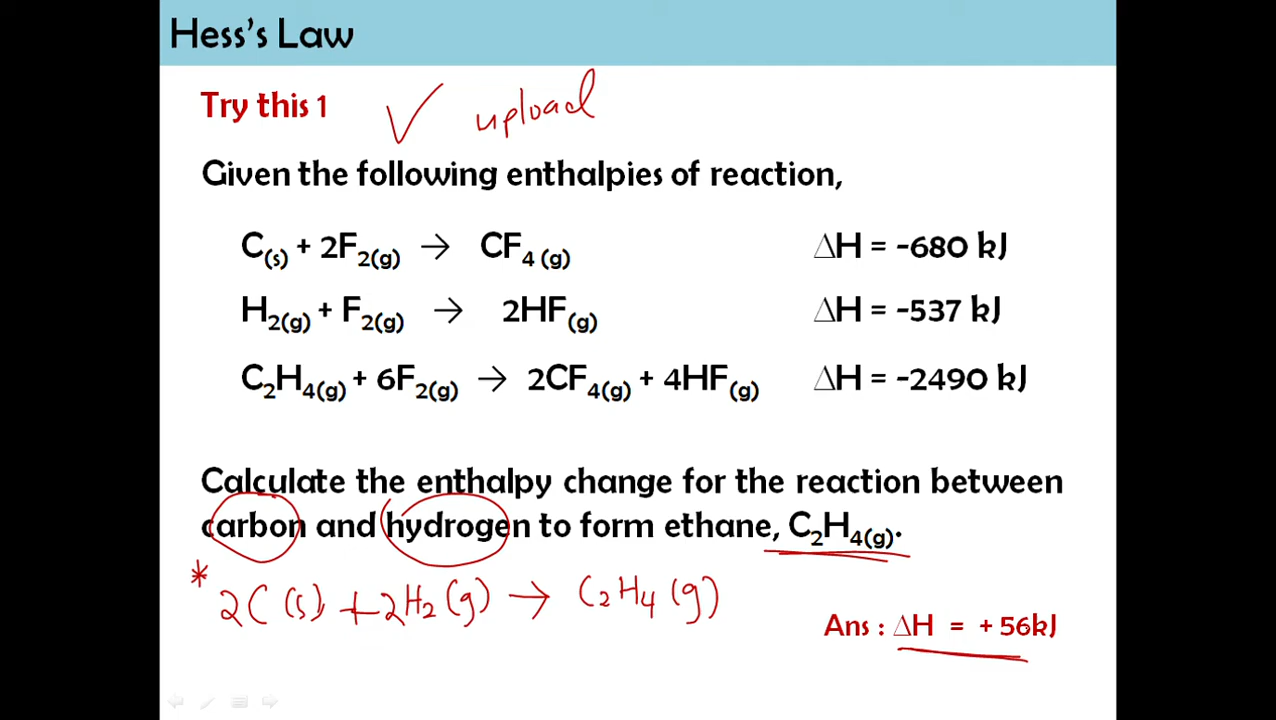 Hess's Law
Try this 1 ✓ upload
Given the following enthalpies of reaction,
C(s) + 2F₂(g) → CF₄ (g) ΔH = -680 kJ
H₂(g) + F₂(g) → 2HF(g) ΔH = -537 kJ
C₂H₄(g) + 6F₂(g) → 2CF₄(g) + 4HF(g) ΔH = -2490 kJ
Calculate the enthalpy change for the reaction between
carbon and hydrogen to form ethane, C₂H₄(g).
* 2C (s) + 2H₂ (g) → C₂H₄ (g)
Ans : ΔH = + 56kJ